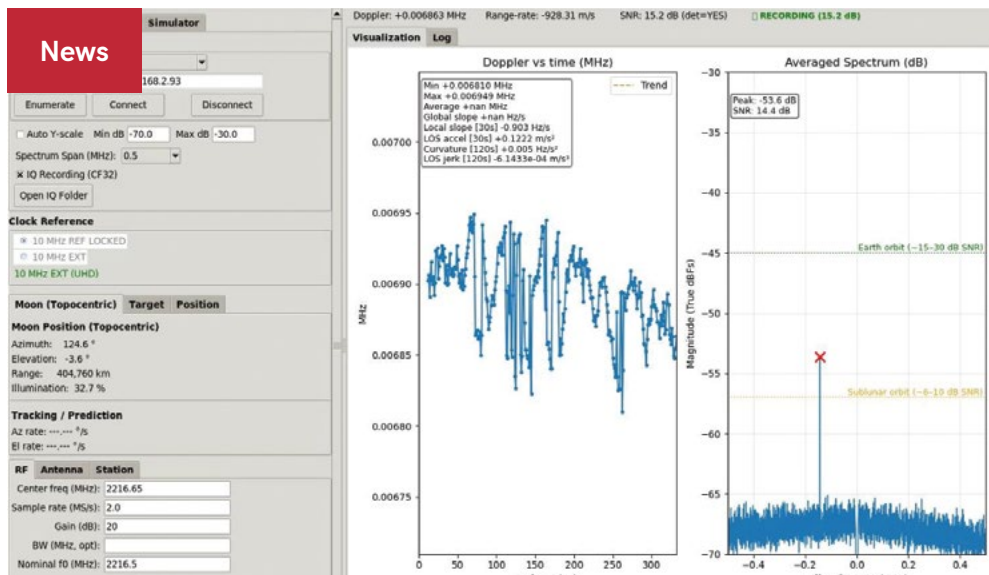 News
Simulator
168.2.93
Enumerate Connect Disconnect
Auto Y-scale Min dB -70.0 Max dB -30.0
Spectrum Span (MHz): 0.5
IQ Recording (CF32)
Open IQ Folder
Clock Reference
10 MHz REF LOCKED
10 MHz EXT
10 MHz EXT (UHD)
Moon (Topocentric) Target Position
Moon Position (Topocentric)
Azimuth: 124.6 °
Elevation: -3.6 °
Range: 404,760 km
Illumination: 32.7 %
Tracking / Prediction
Az rate: ---.--- °/s
El rate: ---.--- °/s
RF Antenna Station
Center freq (MHz): 2216.65
Sample rate (MS/s): 2.0
Gain (dB): 20
BW (MHz, opt):
Nominal f0 (MHz): 2216.5
Doppler: +0.006863 MHz Range-rate: -928.31 m/s SNR: 15.2 dB (det=YES) RECORDING (15.2 dB)
Visualization Log
Doppler vs time (MHz)
Min +0.006810 MHz
Max +0.006949 MHz
Average +nan MHz
Global slope +nan Hz/s
Local slope [30s] -0.903 Hz/s
LOS accel [30s] +0.1222 m/s²
Curvature [120s] +0.005 Hz/s²
LOS jerk [120s] -6.1433e-04 m/s³
Trend
MHz
0.00700
0.00695
0.00690
0.00685
0.00680
0.00675
0 50 100 150 200 250 300
Averaged Spectrum (dB)
Peak: -53.6 dB
SNR: 14.4 dB
Magnitude (True dBFs)
−30
−35
−40
−45
−50
−55
−60
−65
−70
Earth orbit (~15–30 dB SNR)
Sublunar orbit (~6–10 dB SNR)
−0.4 −0.2 0.0 0.2 0.4